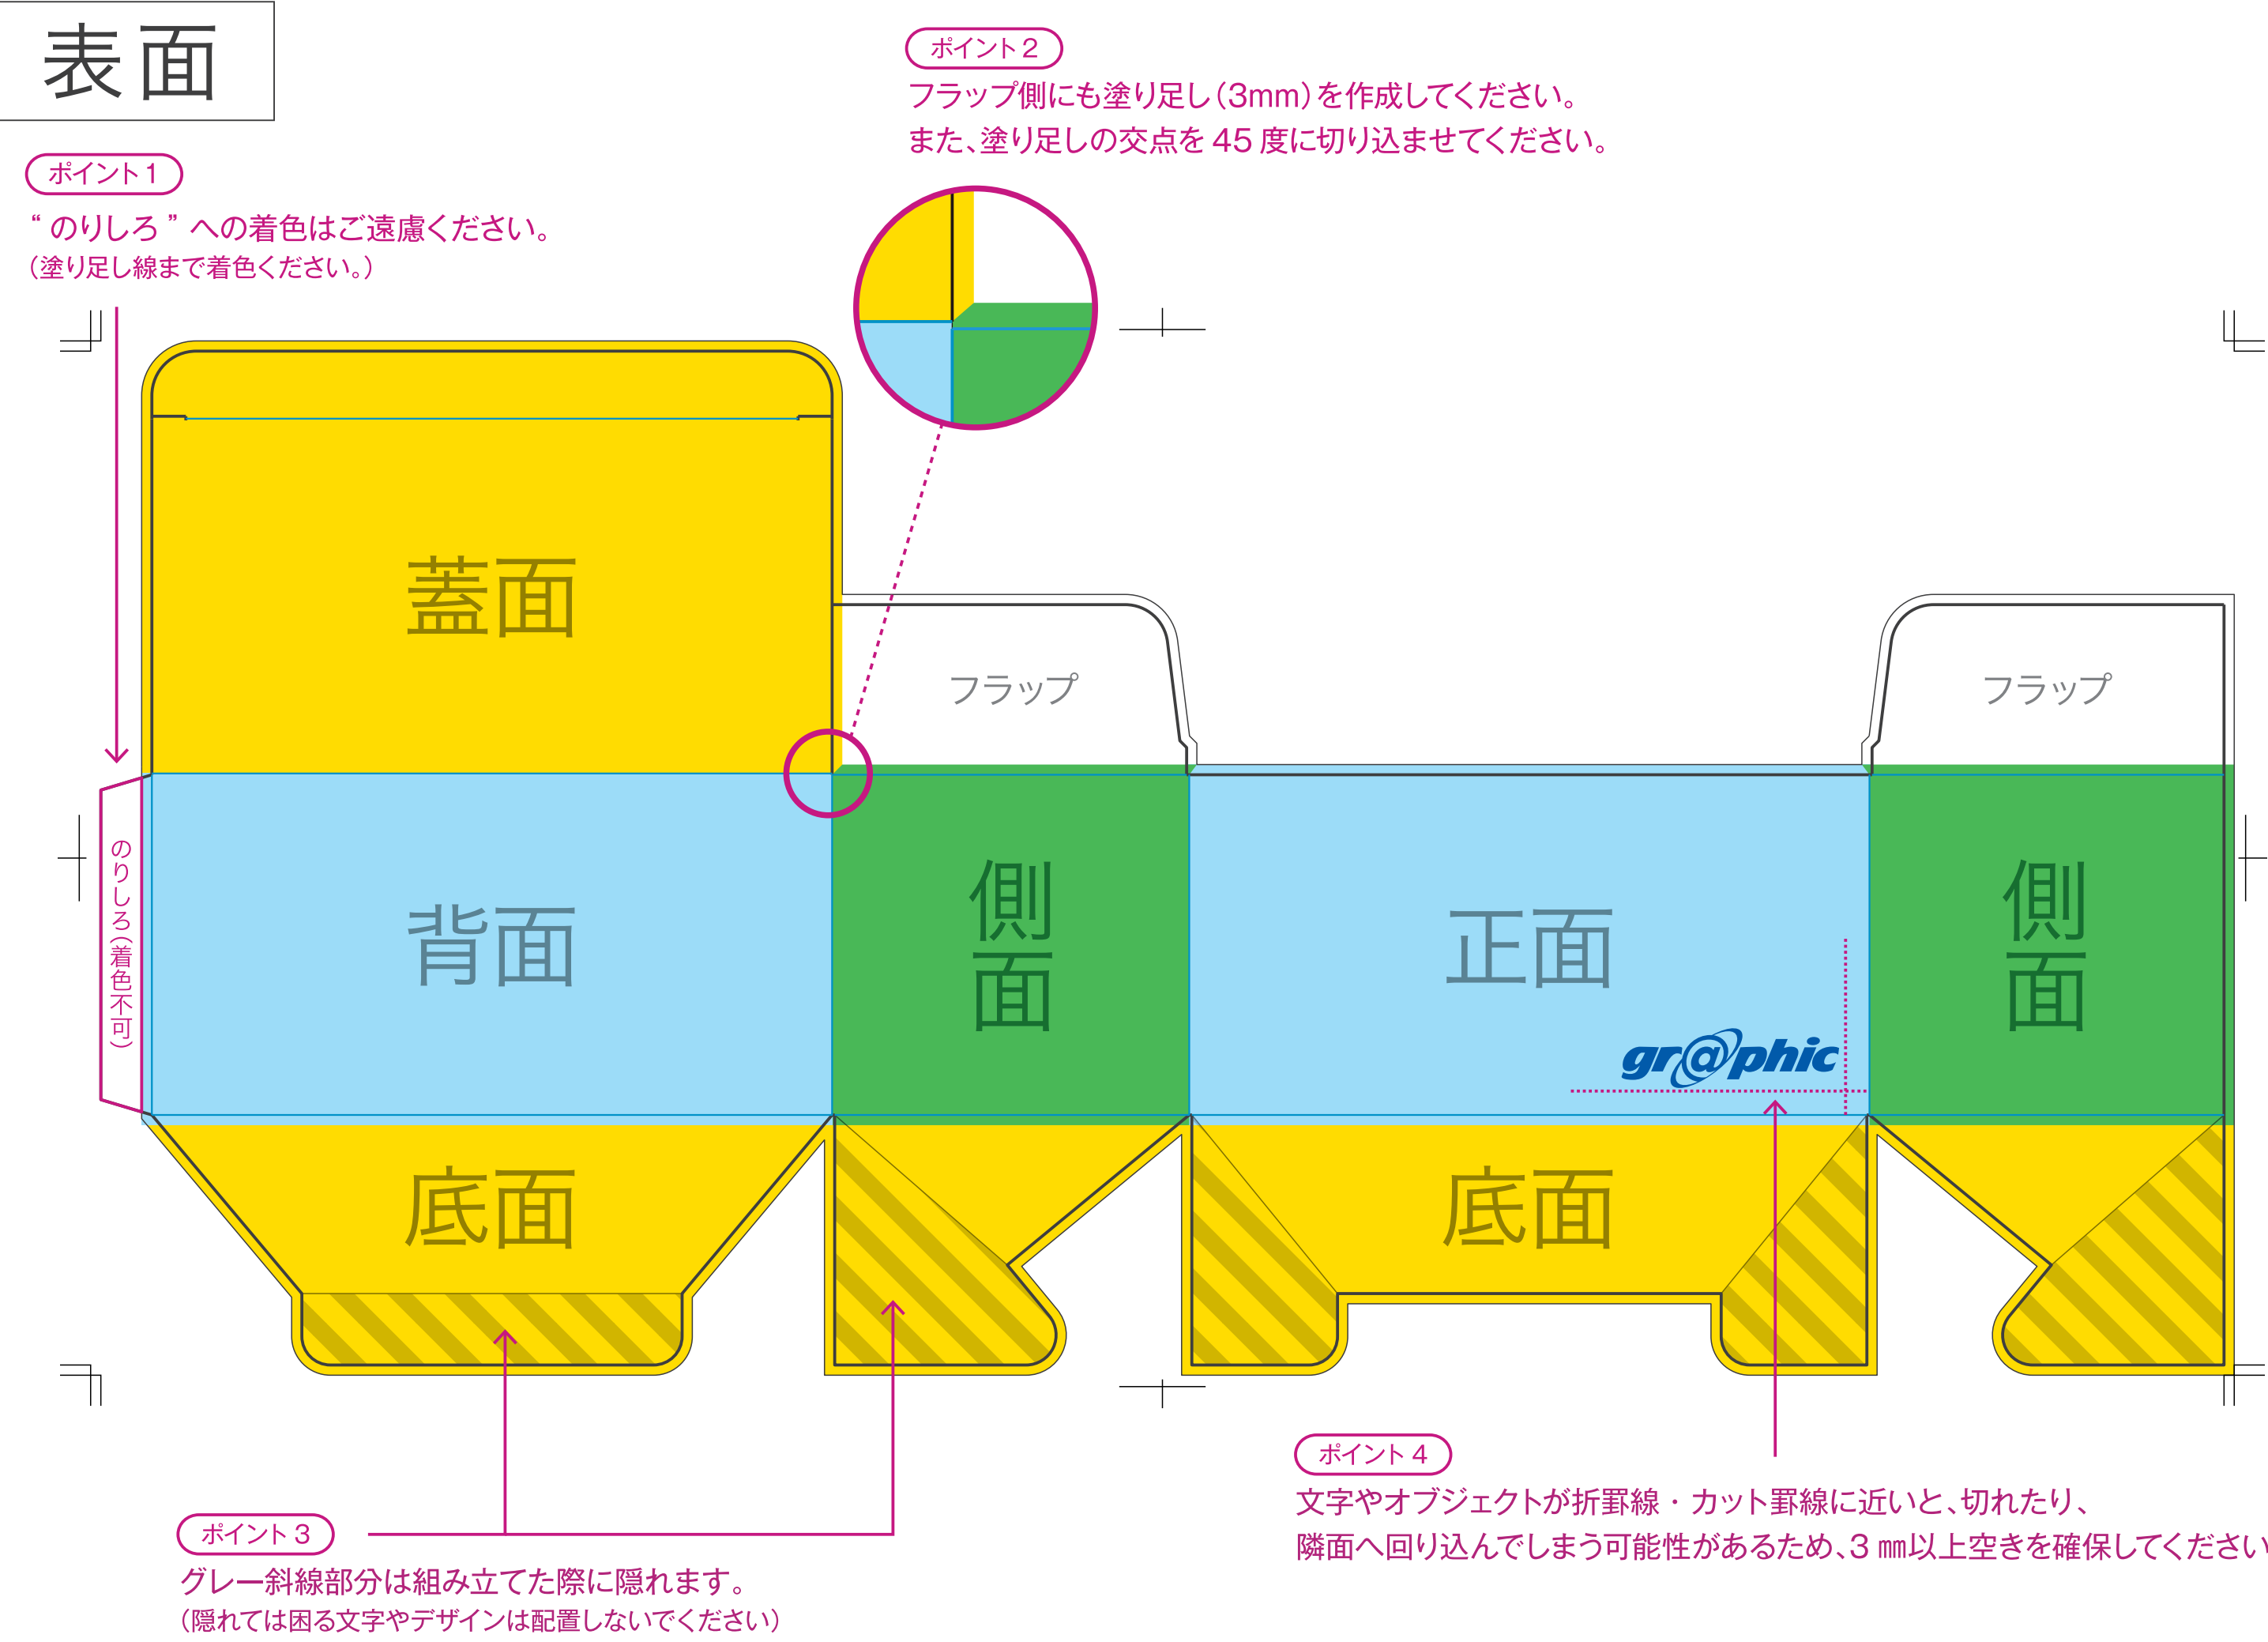 表面
ポイント 1
“ のりしろ ” への着色はご遠慮ください。
（塗り足し線まで着色ください。）
ポイント 2
フラップ側にも塗り足し（3mm）を作成してください。
また、塗り足しの交点を 45 度に切り込ませてください。
蓋面
フラップ
フラップ
のりしろ（着色不可）
背面
側面
正面
gr@phic
側面
底面
底面
ポイント 3
グレー斜線部分は組み立てた際に隠れます。
（隠れては困る文字やデザインは配置しないでください）
ポイント 4
文字やオブジェクトが折罫線・カット罫線に近いと、切れたり、
隣面へ回り込んでしまう可能性があるため、3 ㎜以上空きを確保してください